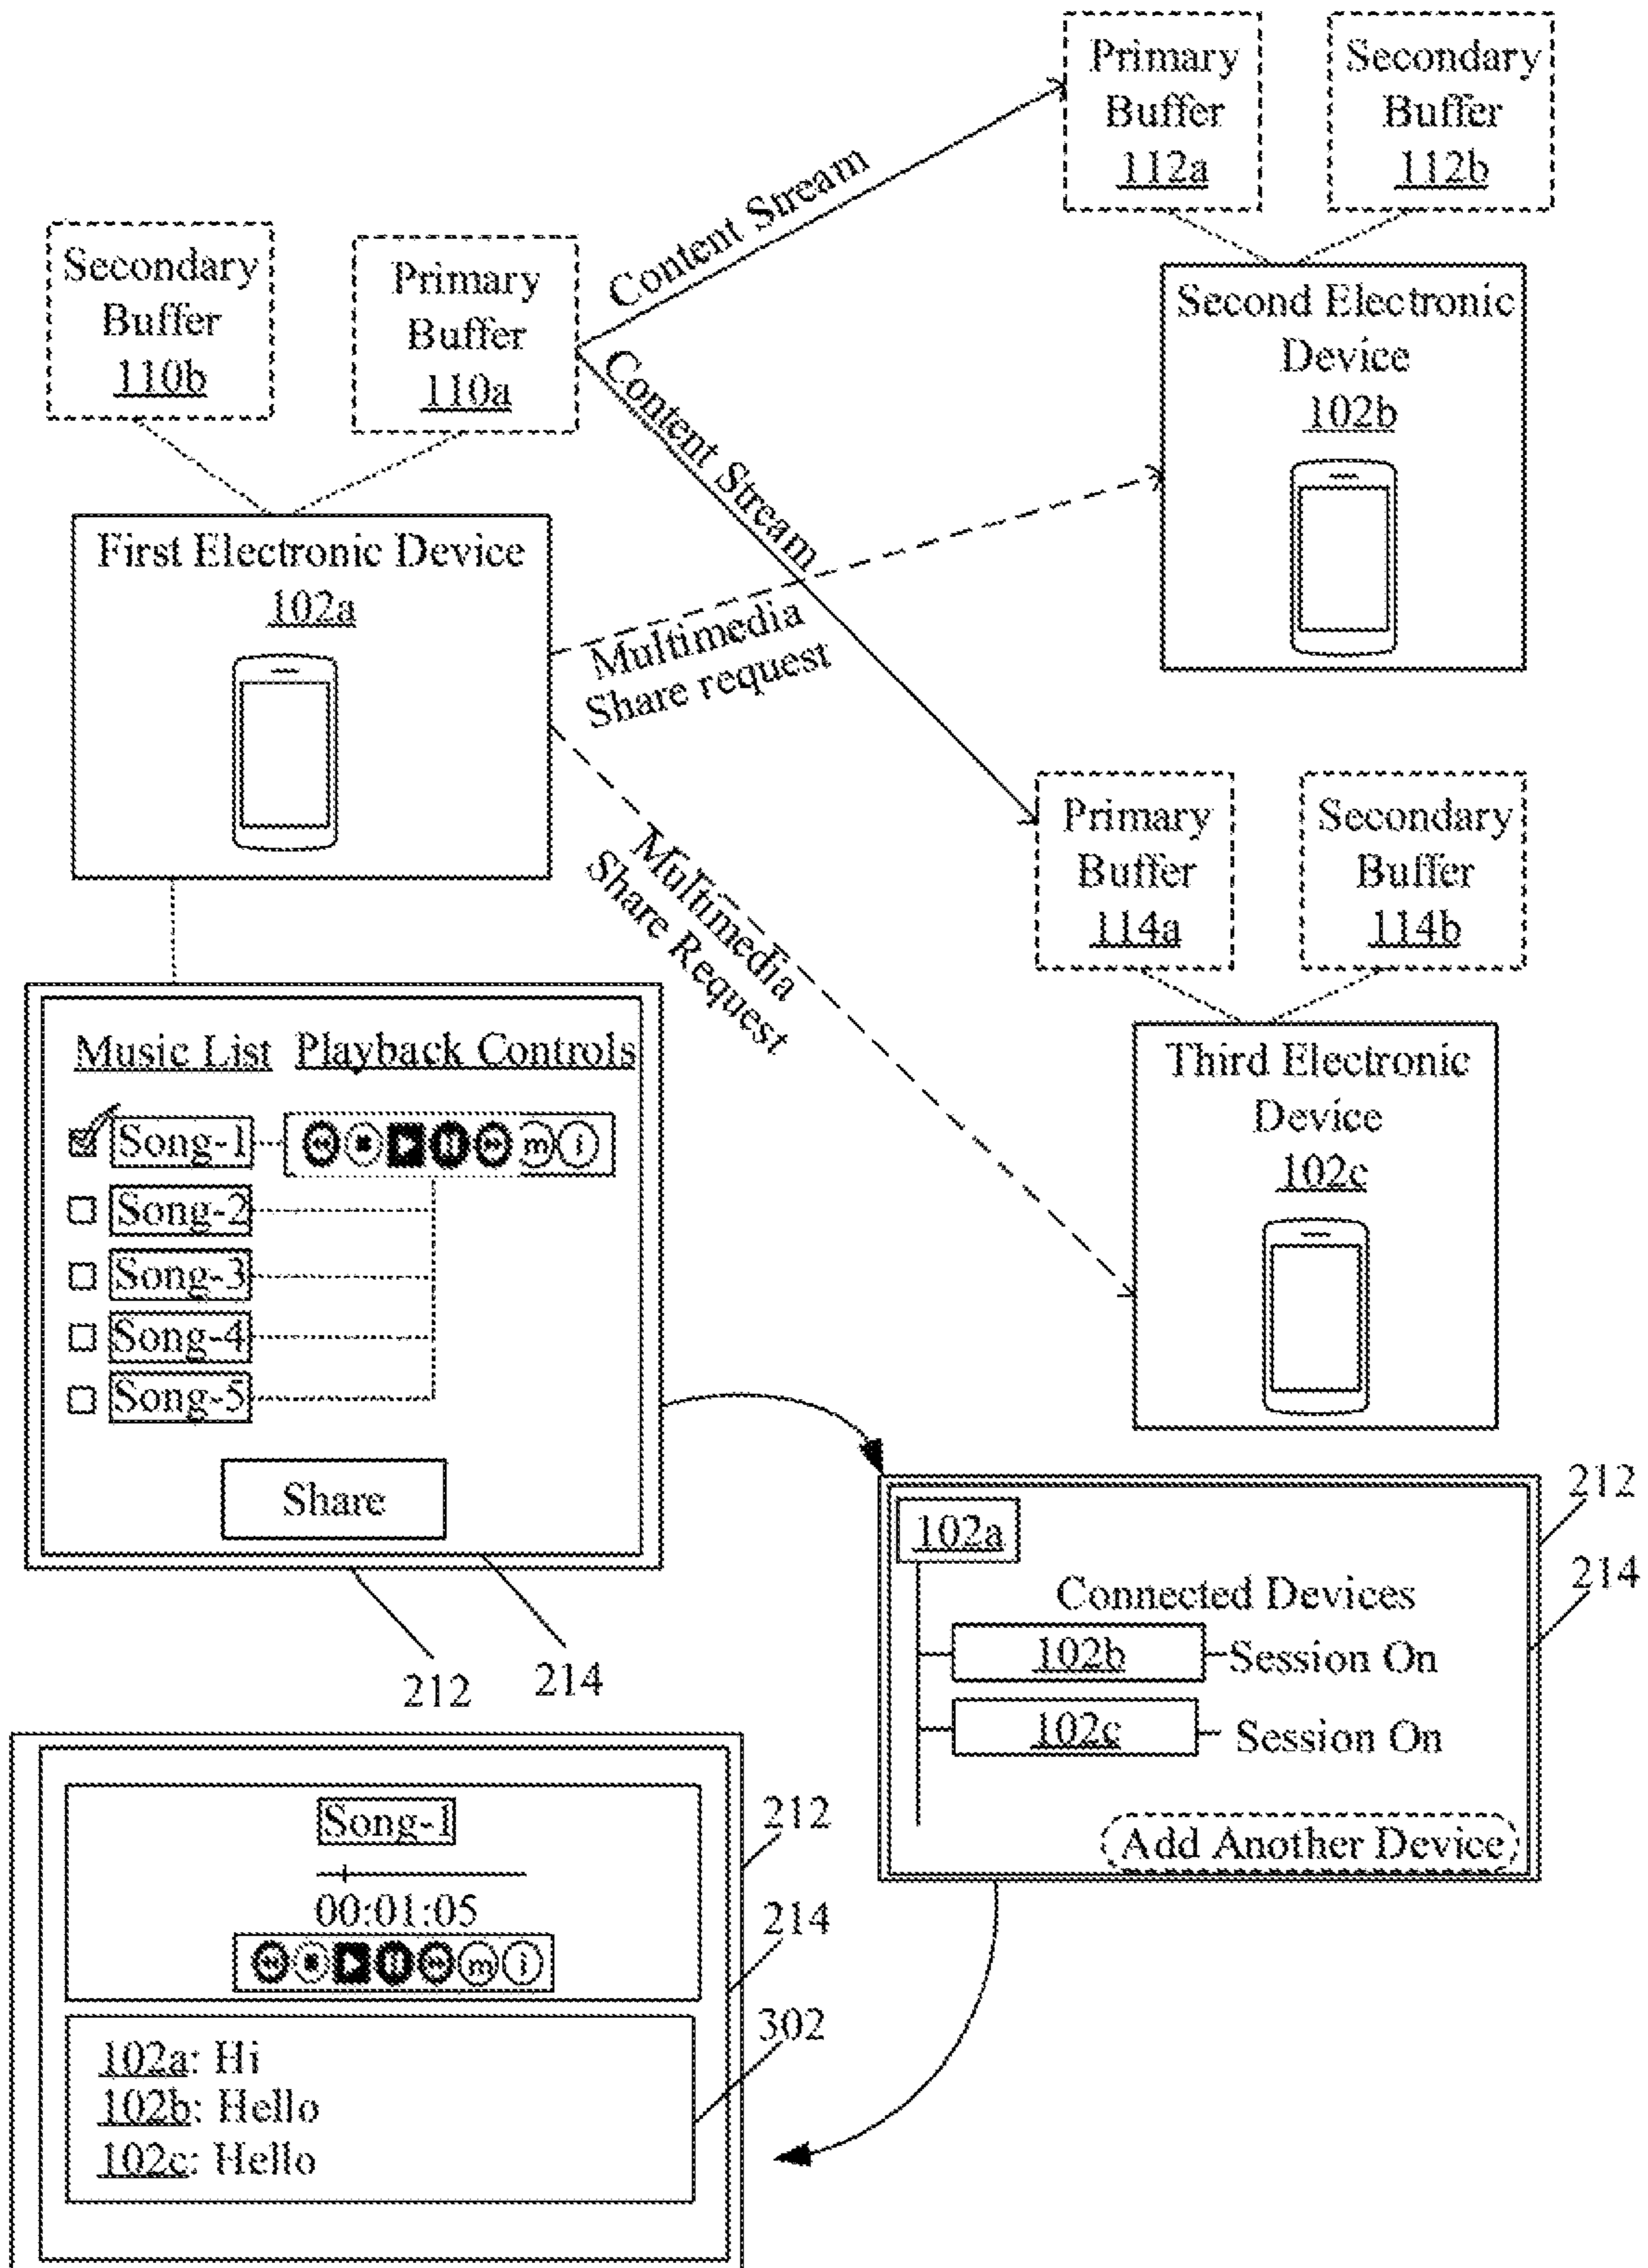 Primary
Buffer
112a
Secondary
Buffer
112b
Content Stream
Secondary
Buffer
110b
Primary
Buffer
110a
Second Electronic
Device
102b
Content Stream
First Electronic Device
102a
Multimedia
Share request
Primary
Buffer
114a
Secondary
Buffer
114b
Multimedia
Share Request
Third Electronic
Device
102c
Music List Playback Controls
Song-1
m i
Song-2
Song-3
Song-4
Song-5
Share
212
214
102a
Connected Devices
102b Session On
102c Session On
Add Another Device
212
214
Song-1
00:01:05
m i
212
214
302
102a: Hi
102b: Hello
102c: Hello